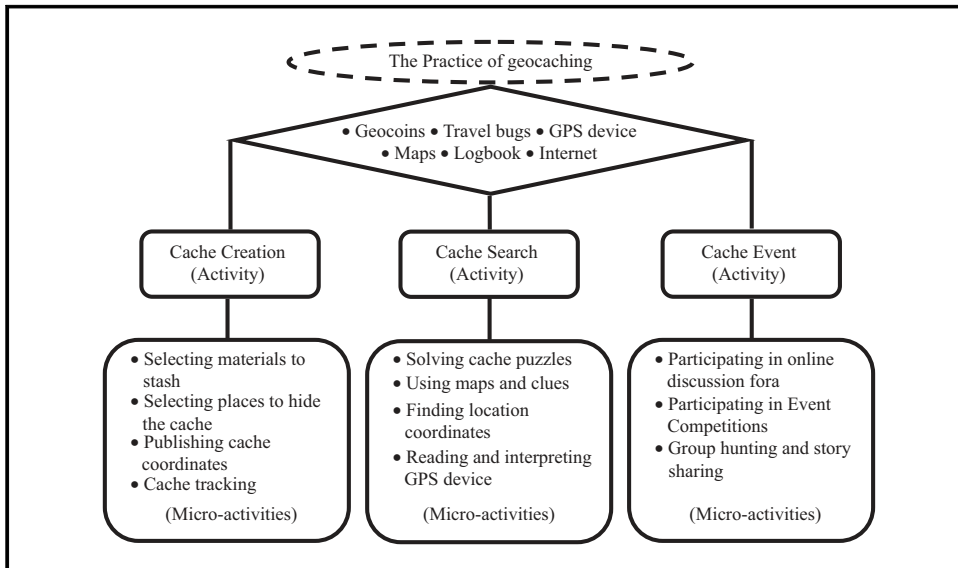 The Practice of geocaching
• Geocoins • Travel bugs • GPS device
• Maps • Logbook • Internet
Cache Creation
(Activity)
Cache Search
(Activity)
Cache Event
(Activity)
• Selecting materials to
stash
• Selecting places to hide
the cache
• Publishing cache
coordinates
• Cache tracking
(Micro-activities)
• Solving cache puzzles
• Using maps and clues
• Finding location
coordinates
• Reading and interpreting
GPS device
(Micro-activities)
• Participating in online
discussion fora
• Participating in Event
Competitions
• Group hunting and story
sharing
(Micro-activities)